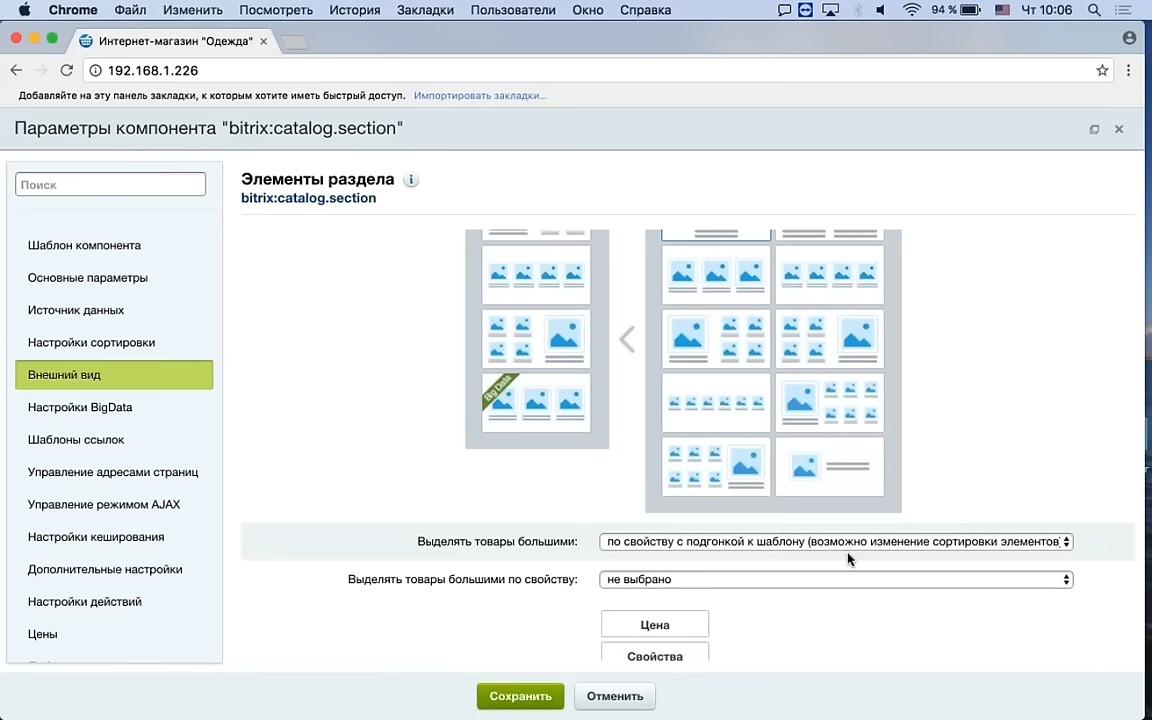 Chrome Файл Изменить Посмотреть История Закладки Пользователи Окно Справка 94 % Чт 10:06
Интернет-магазин "Одежда"
192.168.1.226
Добавляйте на эту панель закладки, к которым хотите иметь быстрый доступ. Импортировать закладки...
Параметры компонента "bitrix:catalog.section"
Поиск
Шаблон компонента
Основные параметры
Источник данных
Настройки сортировки
Внешний вид
Настройки BigData
Шаблоны ссылок
Управление адресами страниц
Управление режимом AJAX
Настройки кеширования
Дополнительные настройки
Настройки действий
Цены
Элементы раздела
bitrix:catalog.section
Big Data
Выделять товары большими: по свойству с подгонкой к шаблону (возможно изменение сортировки элементов)
Выделять товары большими по свойству: не выбрано
Цена
Свойства
Сохранить Отменить